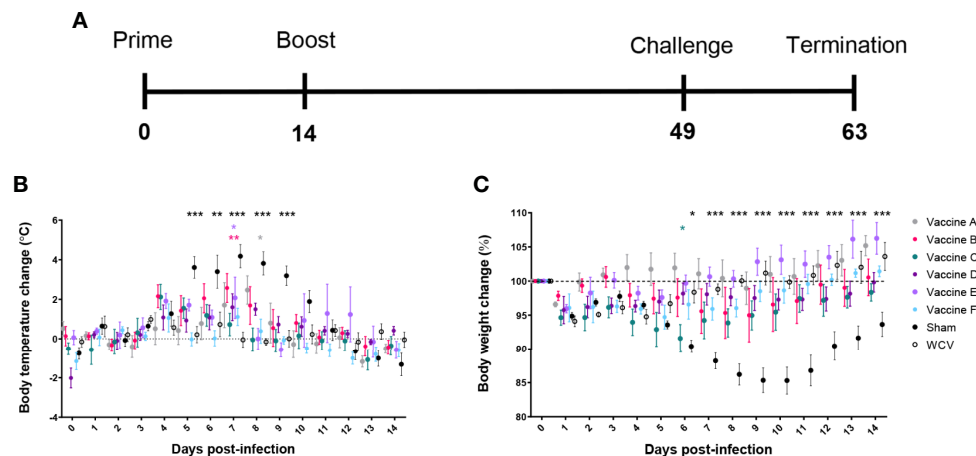 A
Prime
Boost
Challenge
Termination
0
14
49
63
B
Body temperature change (°C)
6
4
2
0
-2
-4
*** ** *** *** ***
* 
** *
0 1 2 3 4 5 6 7 8 9 10 11 12 13 14
Days post-infection
C
Body weight change (%)
110
105
100
95
90
85
80
* *** *** *** *** *** *** *** ***
*
0 1 2 3 4 5 6 7 8 9 10 11 12 13 14
Days post-infection
Vaccine A
Vaccine B
Vaccine C
Vaccine D
Vaccine E
Vaccine F
Sham
WCV